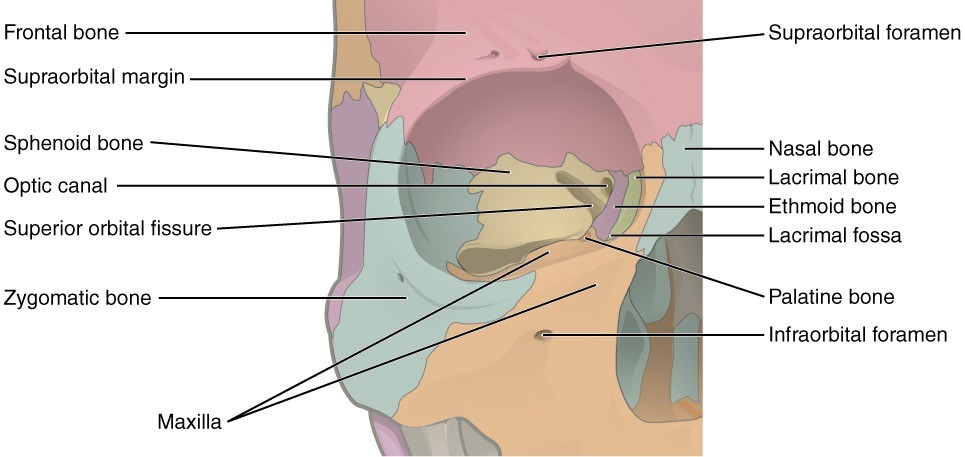 Frontal bone
Supraorbital margin
Sphenoid bone
Optic canal
Superior orbital fissure
Zygomatic bone
Maxilla
Supraorbital foramen
Nasal bone
Lacrimal bone
Ethmoid bone
Lacrimal fossa
Palatine bone
Infraorbital foramen